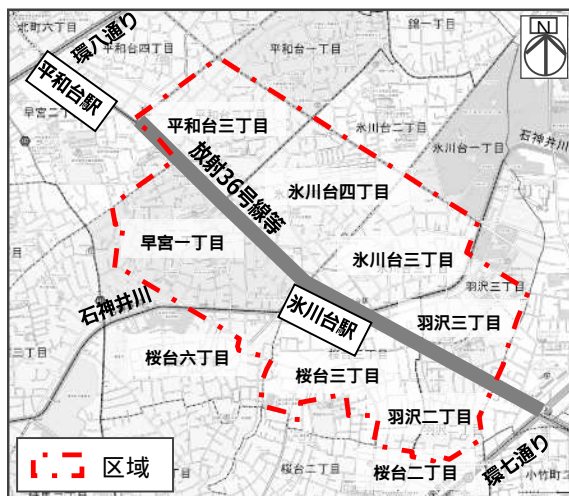 北町六丁目
環八通り
平和台四丁目
平和台一丁目
錦一丁目
N
平和台駅
早宮二丁目
平和台三丁目
氷川台二丁目
氷川台一丁目
石神井川
放射36号線等
氷川台四丁目
早宮一丁目
氷川台三丁目
羽沢三丁目
石神井川
氷川台駅
羽沢三丁目
桜台六丁目
桜台三丁目
羽沢二丁目
環七通り
区域
桜台二丁目
桜台二丁目
小竹町二